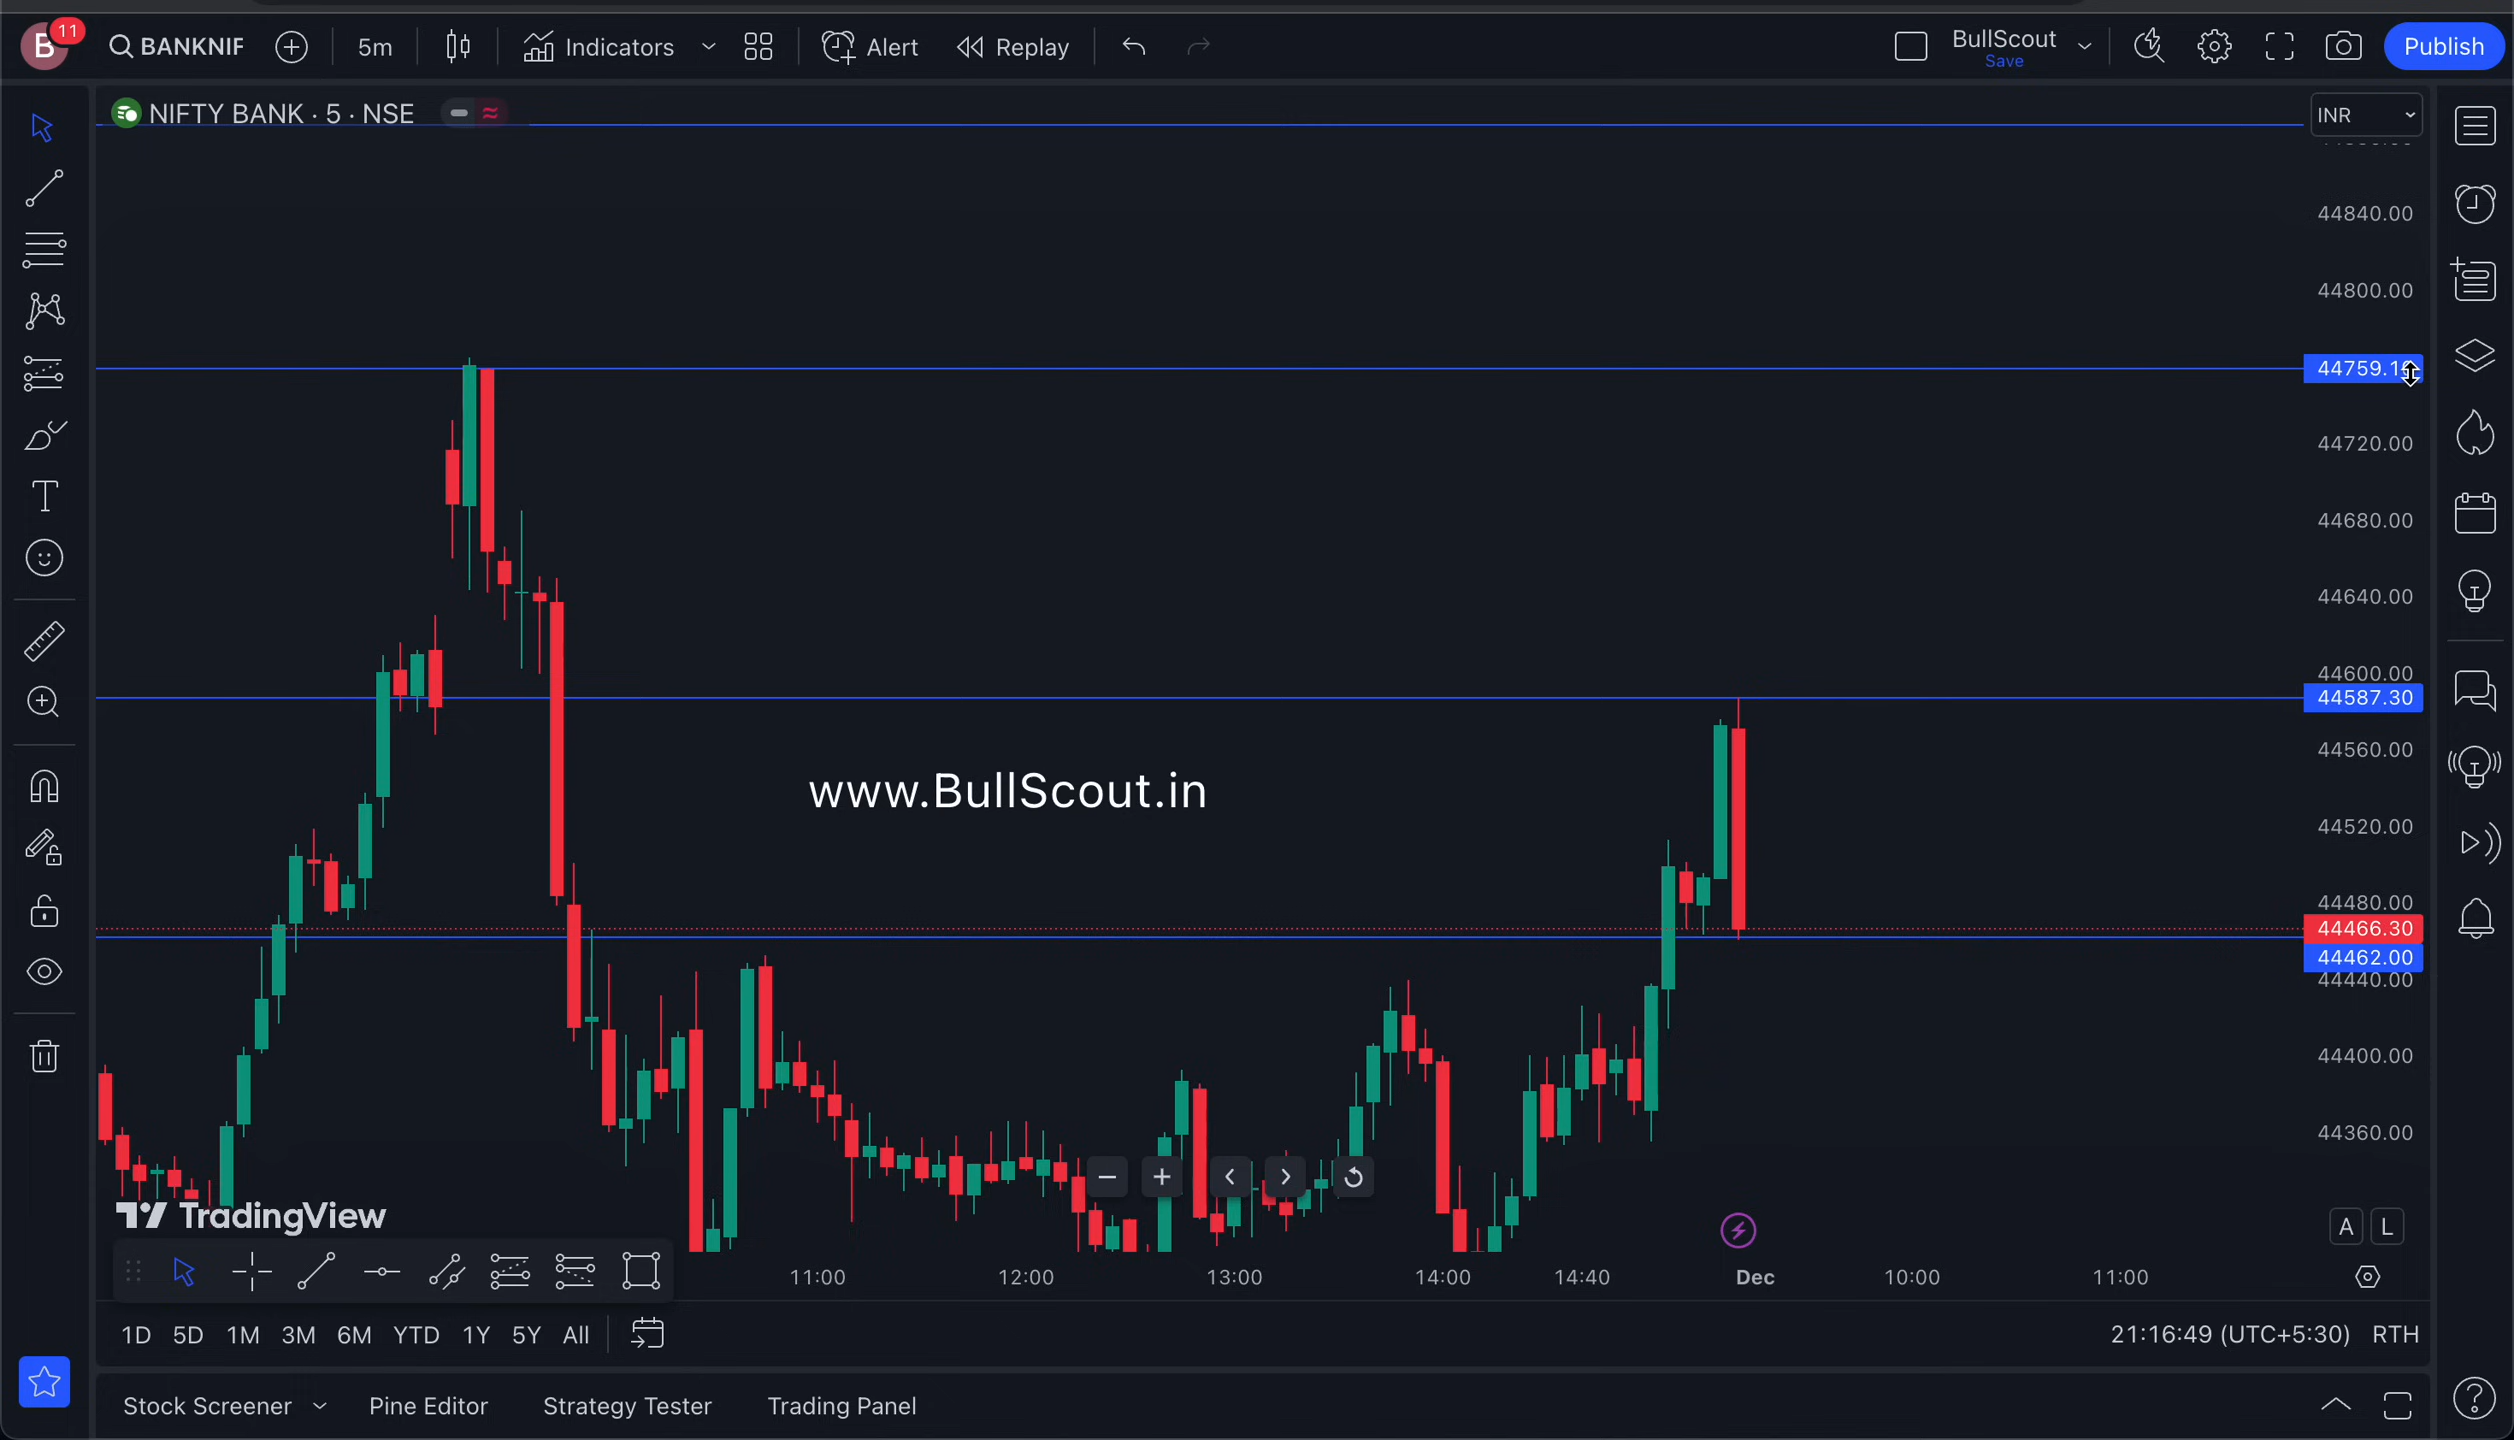 B 11 BANKNIF 5m Indicators Alert Replay BullScout Publish
Save
NIFTY BANK · 5 · NSE INR
44840.00
44800.00
44720.00
44680.00
44640.00
44600.00
44587.30
44560.00
www.BullScout.in
44520.00
44480.00
44466.30
44462.00
44440.00
44400.00
44360.00
TradingView
A L
11:00 12:00 13:00 14:00 14:40 Dec 10:00 11:00
1D 5D 1M 3M 6M YTD 1Y 5Y All 21:16:49 (UTC+5:30) RTH
Stock Screener Pine Editor Strategy Tester Trading Panel